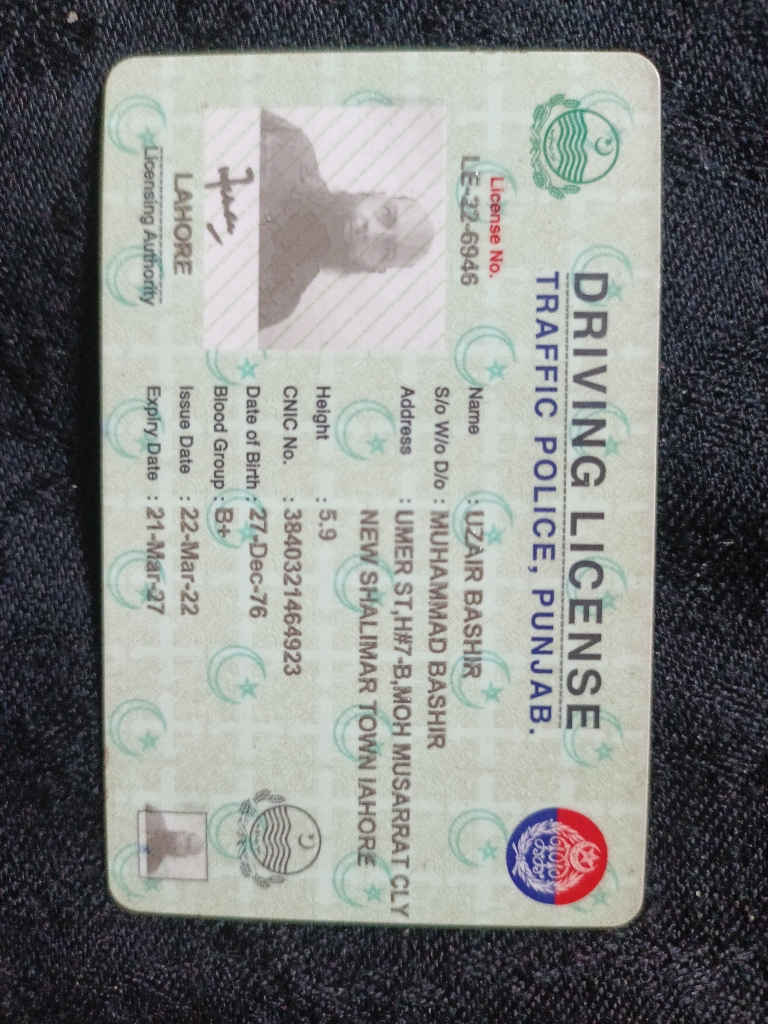 DRIVING LICENSE
TRAFFIC POLICE, PUNJAB.
License No.
LE-22-6946
Name : UZAIR BASHIR
S/o W/o D/o : MUHAMMAD BASHIR
Address : UMER ST,H#7-B,MOH MUSARRAT CLY
NEW SHALIMAR TOWN lAHORE
Height : 5.9
CNIC No. : 3840321464923
Date of Birth : 27-Dec-76
Blood Group : B+
Issue Date : 22-Mar-22
Expiry Date : 21-Mar-27
LAHORE
Licensing Authority